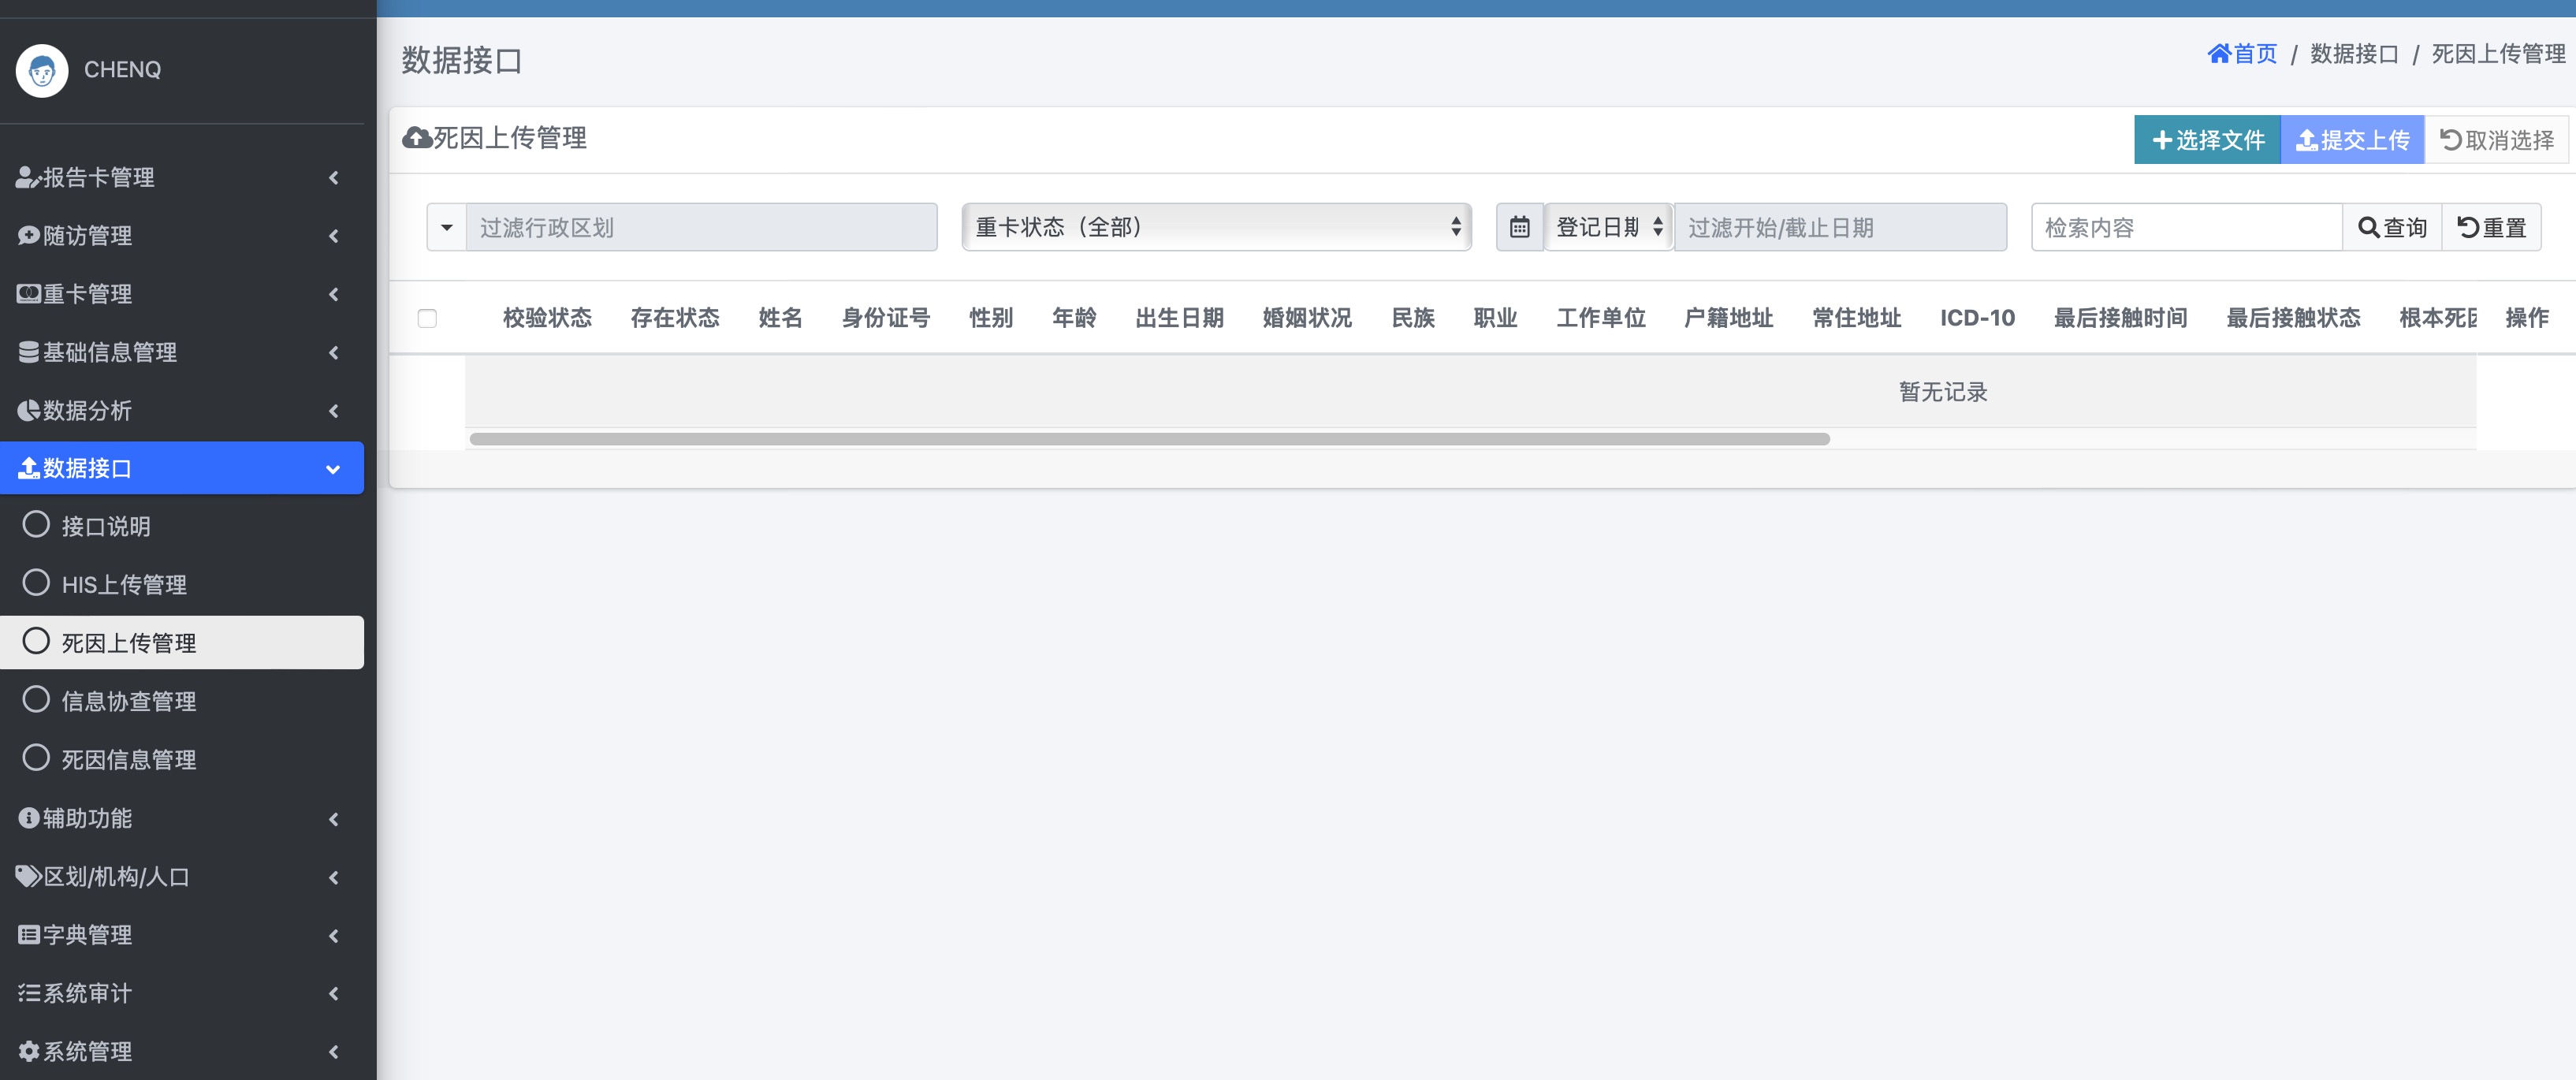 CHENQ
报告卡管理
随访管理
重卡管理
基础信息管理
数据分析
数据接口
接口说明
HIS上传管理
死因上传管理
信息协查管理
死因信息管理
辅助功能
区划/机构/人口
字典管理
系统审计
系统管理
数据接口
首页 / 数据接口 / 死因上传管理
死因上传管理
选择文件 提交上传 取消选择
过滤行政区划 重卡状态（全部） 登记日期 过滤开始/截止日期 检索内容 查询 重置
校验状态 存在状态 姓名 身份证号 性别 年龄 出生日期 婚姻状况 民族 职业 工作单位 户籍地址 常住地址 ICD-10 最后接触时间 最后接触状态 根本死因 操作
暂无记录